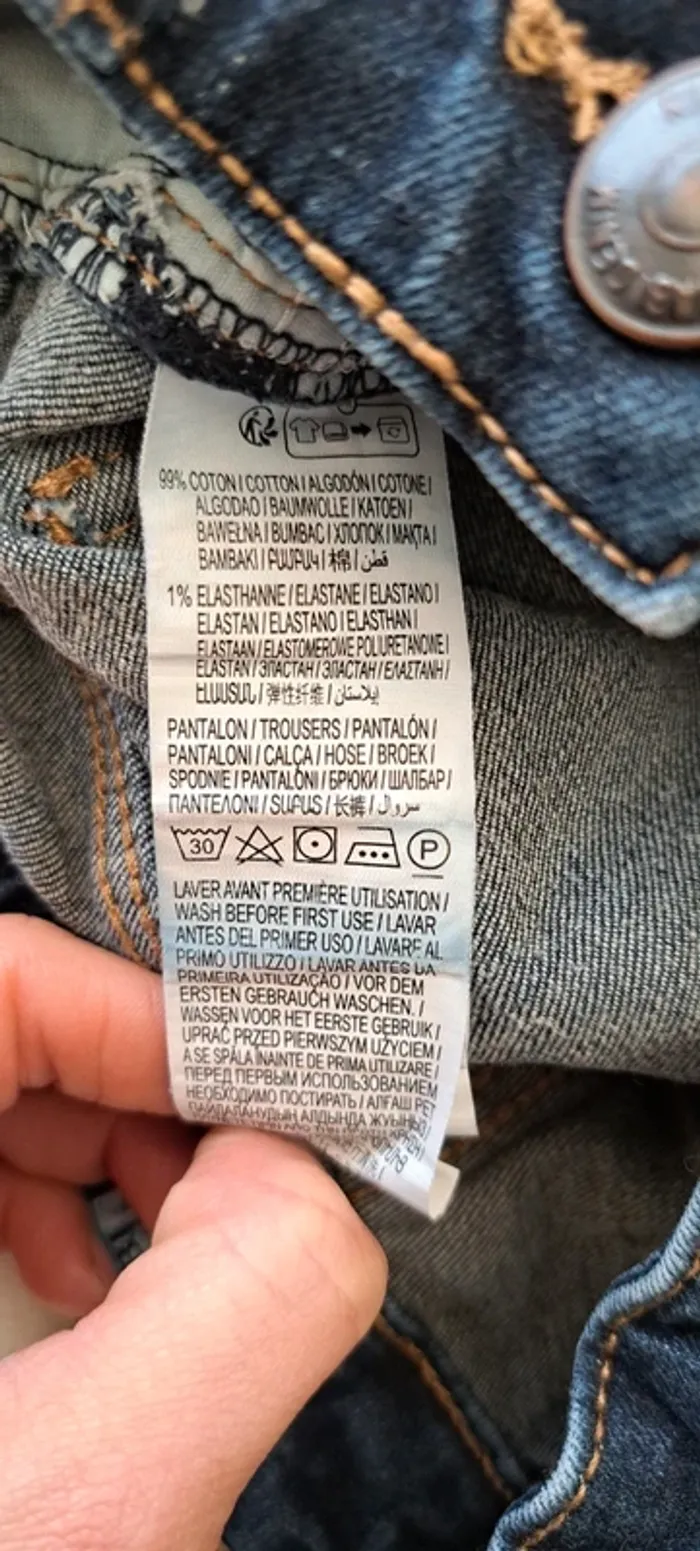 99% COTON / COTTON / ALGODÓN / COTONE /
ALGODAO / BAUMWOLLE / KATOEN /
BAWEŁNA / BUMBAC / ХЛОПОК / МАҚТА /
ΒΑΜΒΑΚΙ / ԲԱՄԲԱԿ / 棉 / قطن
1% ELASTHANNE / ELASTANE / ELASTANO /
ELASTAN / ELASTANO / ELASTHAN /
ELASTAAN / ELASTOMEROWE POLIURETANOWE /
ELASTAN / ЭЛАСТАН / ЭЛАСТАН / ΕΛΑΣΤΑΝΗ /
ԷԼԱՍՏԱՆ / 弹性纤维 / إيلاستان
PANTALON / TROUSERS / PANTALÓN /
PANTALONI / CALÇA / HOSE / BROEK /
SPODNIE / PANTALONI / БРЮКИ / ШАЛБАР /
ΠΑΝΤΕΛΟΝΙ / ՏԱԲԱՏ / 长裤 / سروال
30 P
LAVER AVANT PREMIÈRE UTILISATION /
WASH BEFORE FIRST USE / LAVAR
ANTES DEL PRIMER USO / LAVARE AL
PRIMO UTILIZZO / LAVAR ANTES DA
PRIMEIRA UTILIZAÇÃO / VOR DEM
ERSTEN GEBRAUCH WASCHEN. /
WASSEN VOOR HET EERSTE GEBRUIK /
UPRAĆ PRZED PIERWSZYM UŻYCIEM /
A SE SPĂLA ÎNAINTE DE PRIMA UTILIZARE /
ПЕРЕД ПЕРВЫМ ИСПОЛЬЗОВАНИЕМ
НЕОБХОДИМО ПОСТИРАТЬ / АЛҒАШ РЕТ
ПАЙДАЛАНУДЫҢ АЛДЫНДА